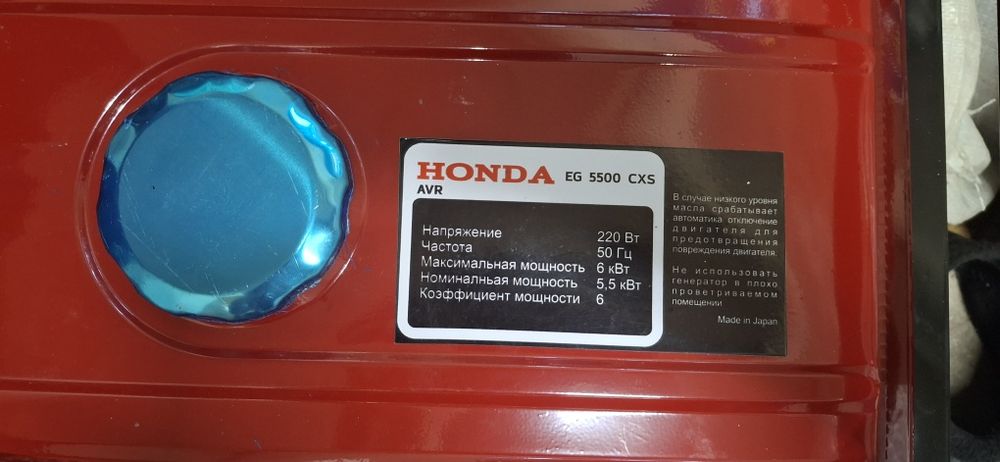 HONDA EG 5500 CXS
AVR
Напряжение 220 Вт
Частота 50 Гц
Максимальная мощность 6 кВт
Номинальная мощность 5,5 кВт
Коэффициент мощности 6
В случае низкого уровня
масла срабатывает
автоматика отключение
двигателя для
предотвращения
повреждения двигателя.
Не использовать
генератор в плохо
проветриваемом
помещении
Made in Japan